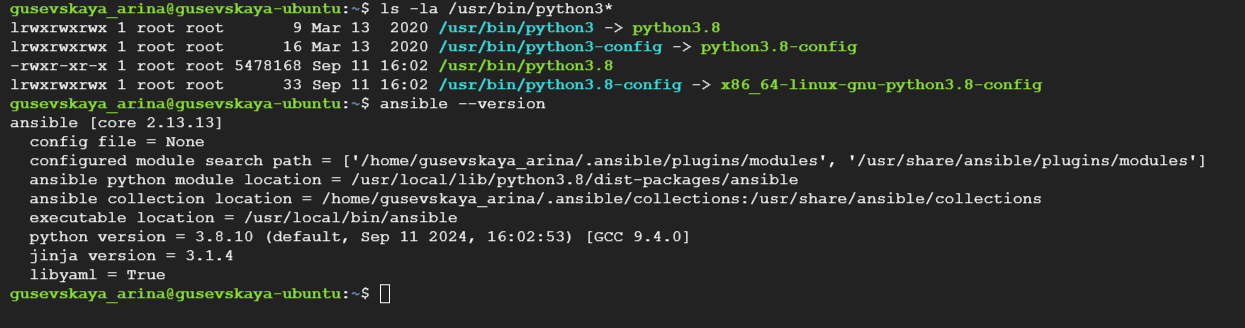 gusevskaya_arina@gusevskaya-ubuntu:~$ ls -la /usr/bin/python3*
lrwxrwxrwx 1 root root       9 Mar 13  2020 /usr/bin/python3 -> python3.8
lrwxrwxrwx 1 root root      16 Mar 13  2020 /usr/bin/python3-config -> python3.8-config
-rwxr-xr-x 1 root root 5478168 Sep 11 16:02 /usr/bin/python3.8
lrwxrwxrwx 1 root root      33 Sep 11 16:02 /usr/bin/python3.8-config -> x86_64-linux-gnu-python3.8-config
gusevskaya_arina@gusevskaya-ubuntu:~$ ansible --version
ansible [core 2.13.13]
  config file = None
  configured module search path = ['/home/gusevskaya_arina/.ansible/plugins/modules', '/usr/share/ansible/plugins/modules']
  ansible python module location = /usr/local/lib/python3.8/dist-packages/ansible
  ansible collection location = /home/gusevskaya_arina/.ansible/collections:/usr/share/ansible/collections
  executable location = /usr/local/bin/ansible
  python version = 3.8.10 (default, Sep 11 2024, 16:02:53) [GCC 9.4.0]
  jinja version = 3.1.4
  libyaml = True
gusevskaya_arina@gusevskaya-ubuntu:~$